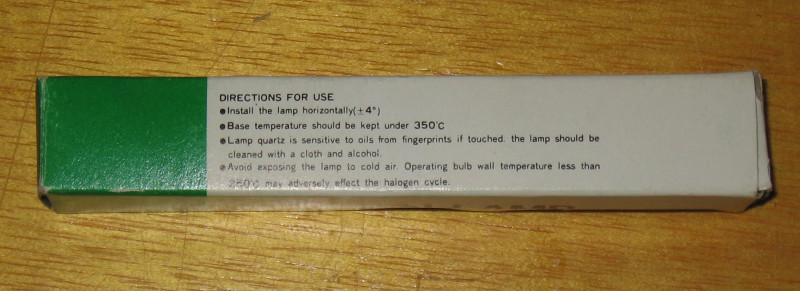 DIRECTIONS FOR USE
●Install the lamp horizontally(±4°)
●Base temperature should be kept under 350℃
●Lamp quartz is sensitive to oils from fingerprints if touched. the lamp should be
cleaned with a cloth and alcohol.
●Avoid exposing the lamp to cold air. Operating bulb wall temperature less than
250℃ may adversely effect the halogen cycle.